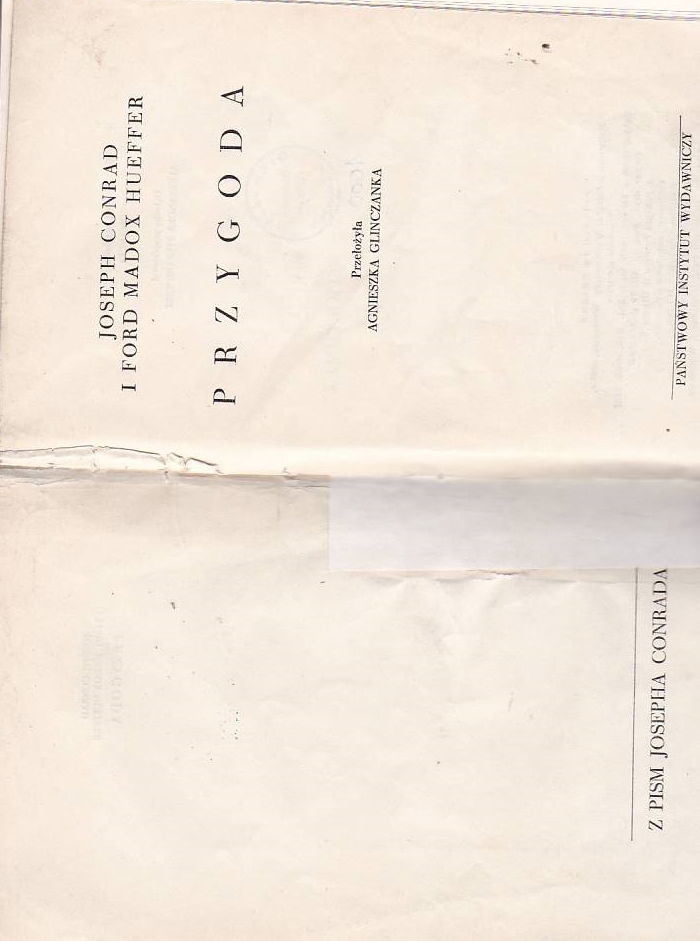 Z PISM JOSEPHA CONRADA
JOSEPH CONRAD
I FORD MADOX HUEFFER
PRZYGODA
Przełożyła
AGNIESZKA GLINCZANKA
PAŃSTWOWY INSTYTUT WYDAWNICZY